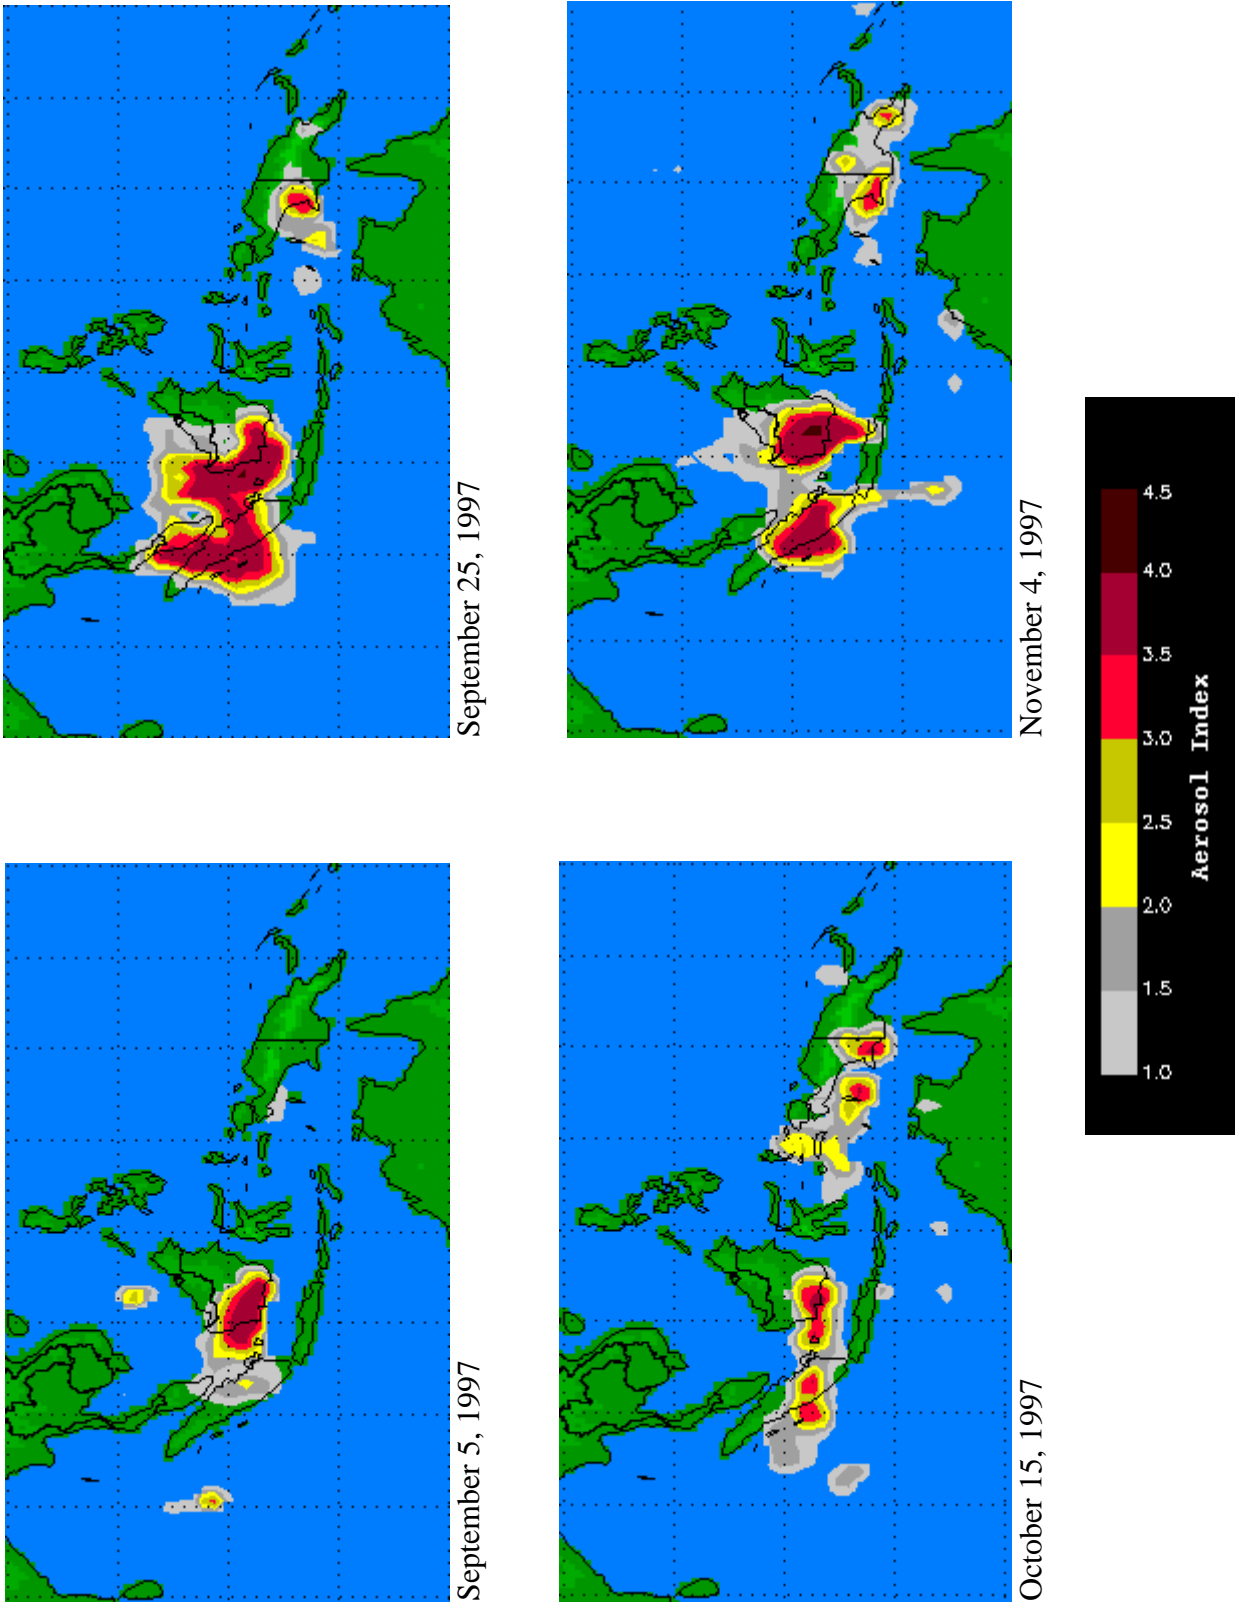 September 5, 1997
September 25, 1997
October 15, 1997
November 4, 1997
1.0 1.5 2.0 2.5 3.0 3.5 4.0 4.5
Aerosol Index